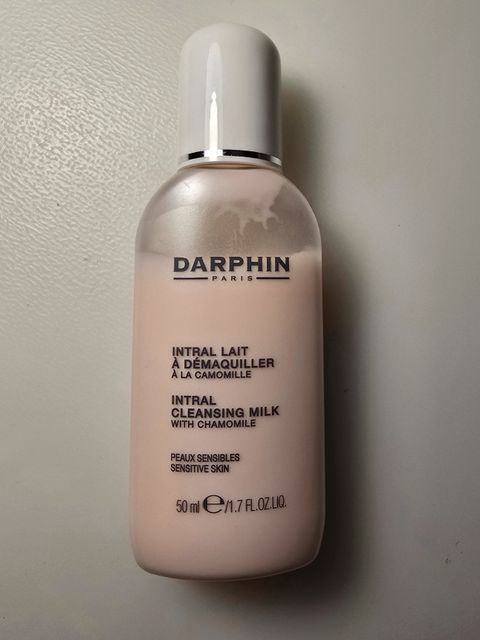 DARPHIN
PARIS
INTRAL LAIT
À DÉMAQUILLER
À LA CAMOMILLE
INTRAL
CLEANSING MILK
WITH CHAMOMILE
PEAUX SENSIBLES
SENSITIVE SKIN
50 ml ℮/1.7 FL.OZ.LIQ.